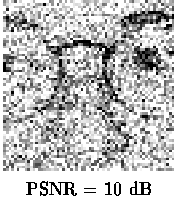 PSNR = 10 dB